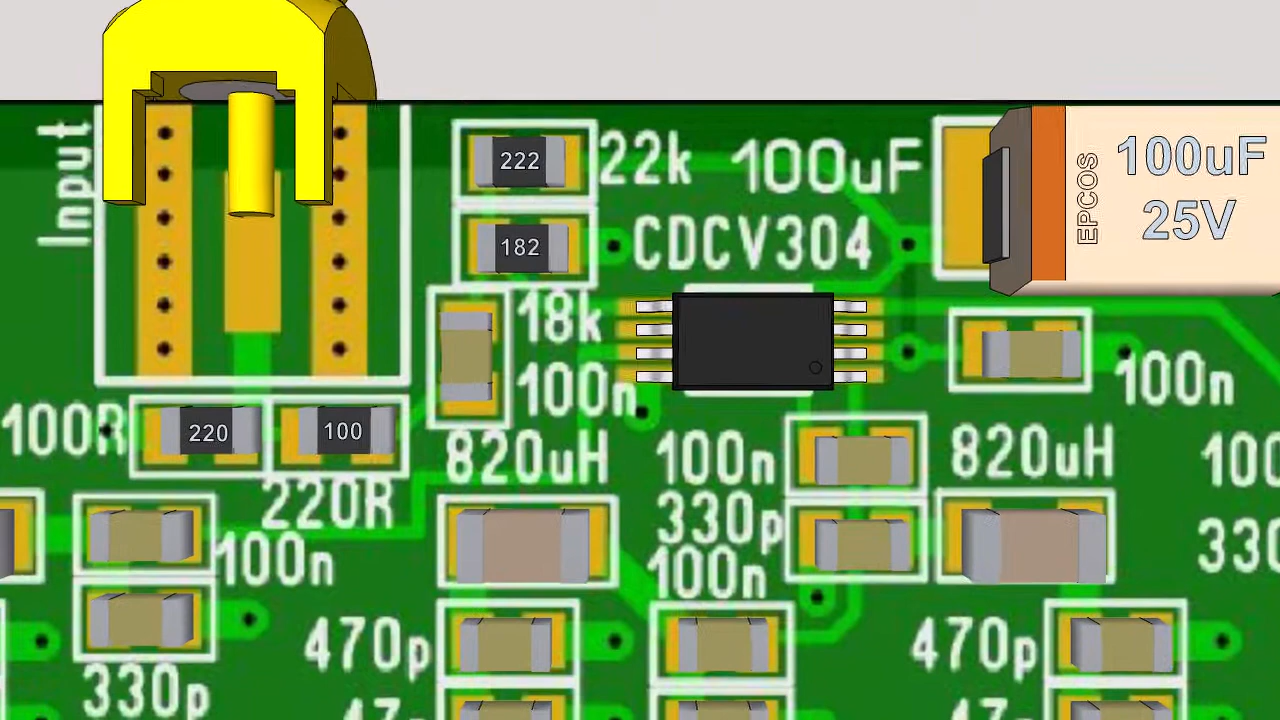 Input
222
22k
100uF
EPCOS
100uF
25V
182
CDCV304
18k
100n
100n
100R
220
100
820uH
100n
820uH
220R
330p
100n
100n
470p
470p
330p